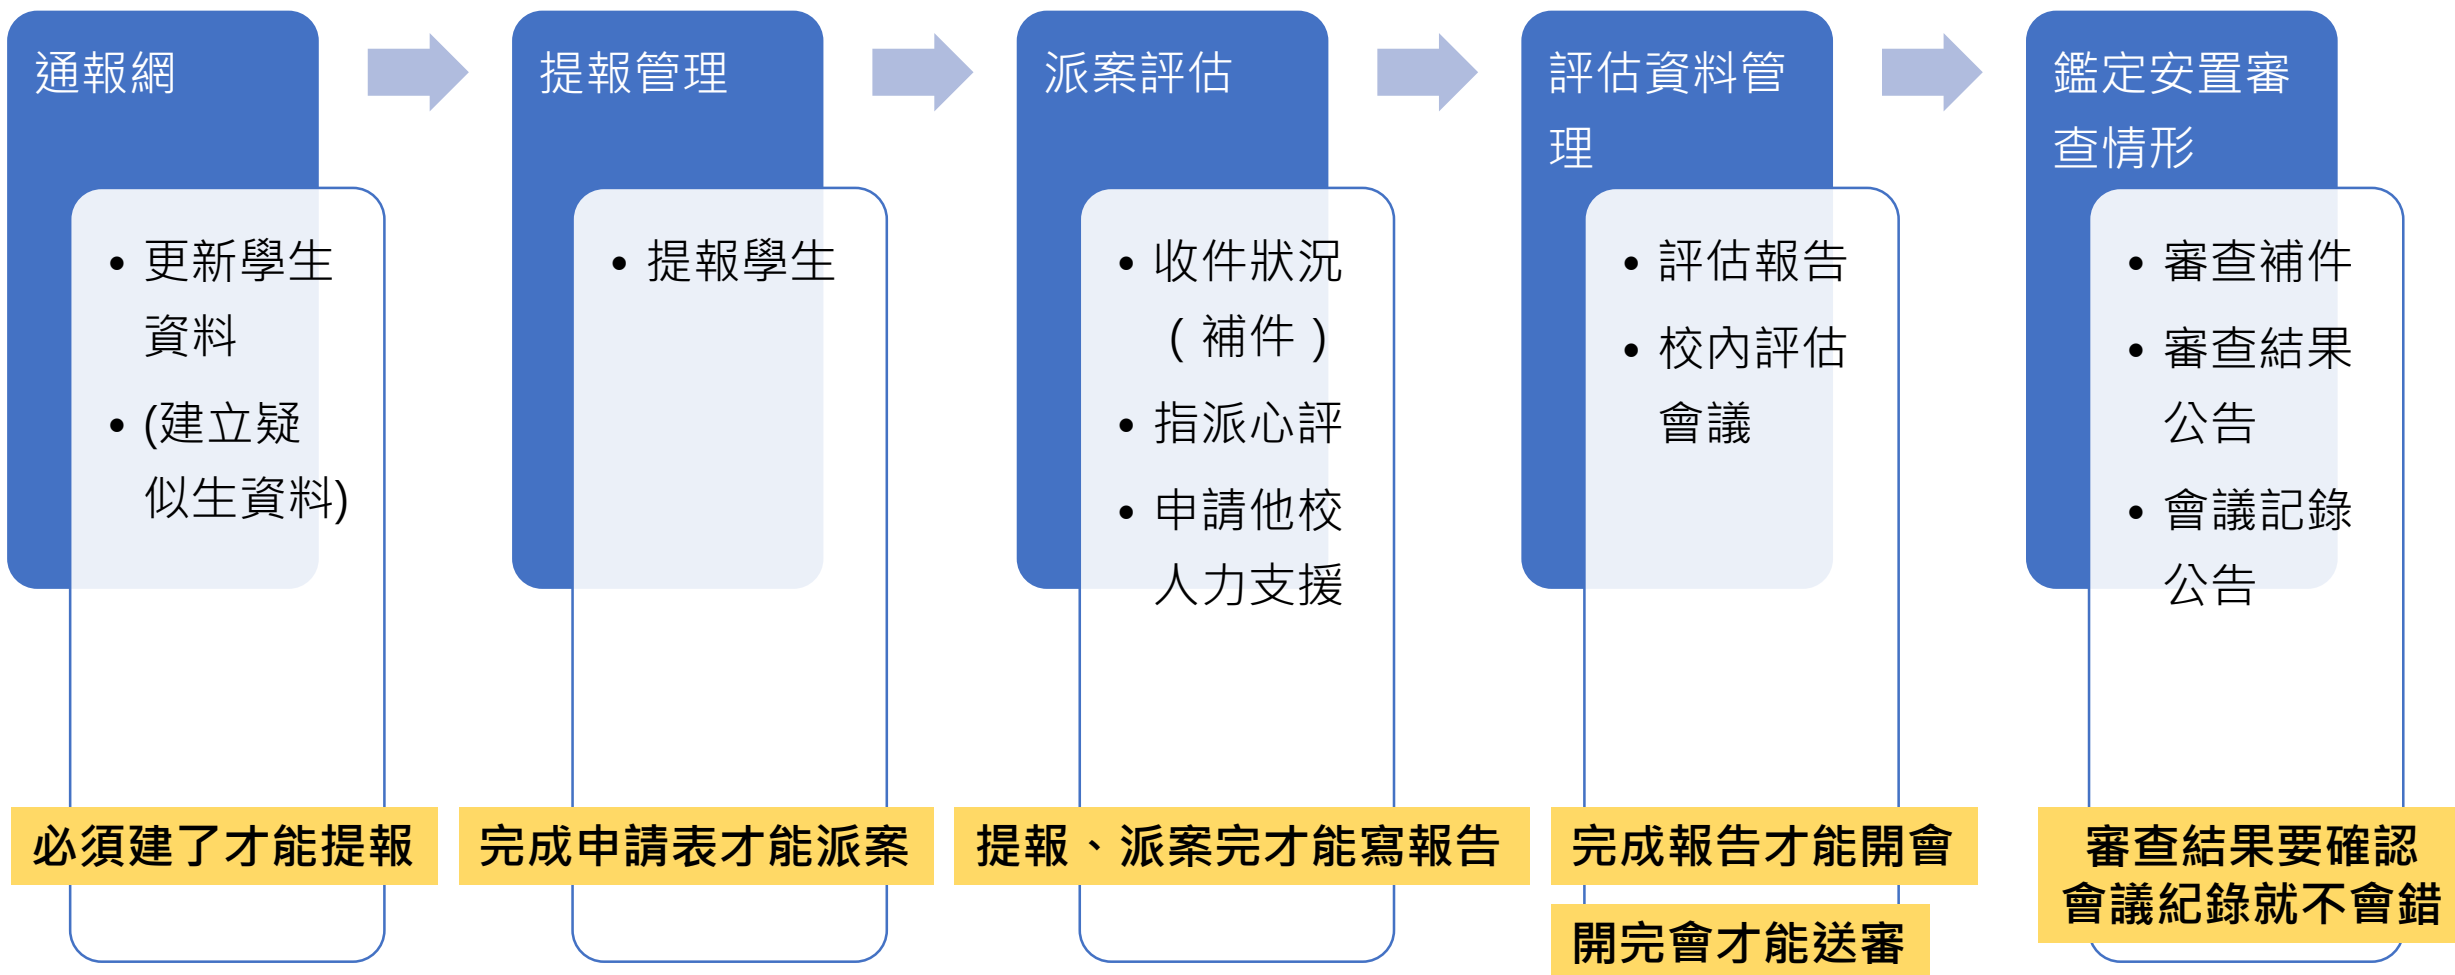 通報網
• 更新學生
資料
• (建立疑
似生資料)
必須建了才能提報
提報管理
• 提報學生
完成申請表才能派案
派案評估
• 收件狀況
（補件）
• 指派心評
• 申請他校
人力支援
提報、派案完才能寫報告
評估資料管
理
• 評估報告
• 校內評估
會議
完成報告才能開會
開完會才能送審
鑑定安置審
查情形
• 審查補件
• 審查結果
公告
• 會議記錄
公告
審查結果要確認
會議紀錄就不會錯